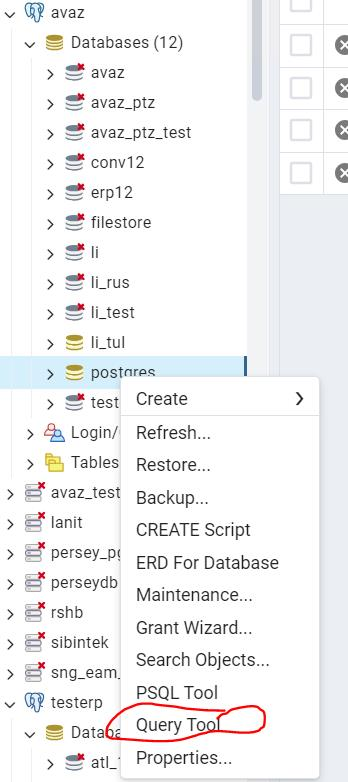 avaz
Databases (12)
avaz
avaz_ptz
avaz_ptz_test
conv12
erp12
filestore
li
li_rus
li_test
li_tul
postgres
test
Login/
Tables
avaz_test
lanit
persey_pg
perseydb
rshb
sibintek
sng_eam_
testerp
Databa
atl_
Create
Refresh...
Restore...
Backup...
CREATE Script
ERD For Database
Maintenance...
Grant Wizard...
Search Objects...
PSQL Tool
Query Tool
Properties...